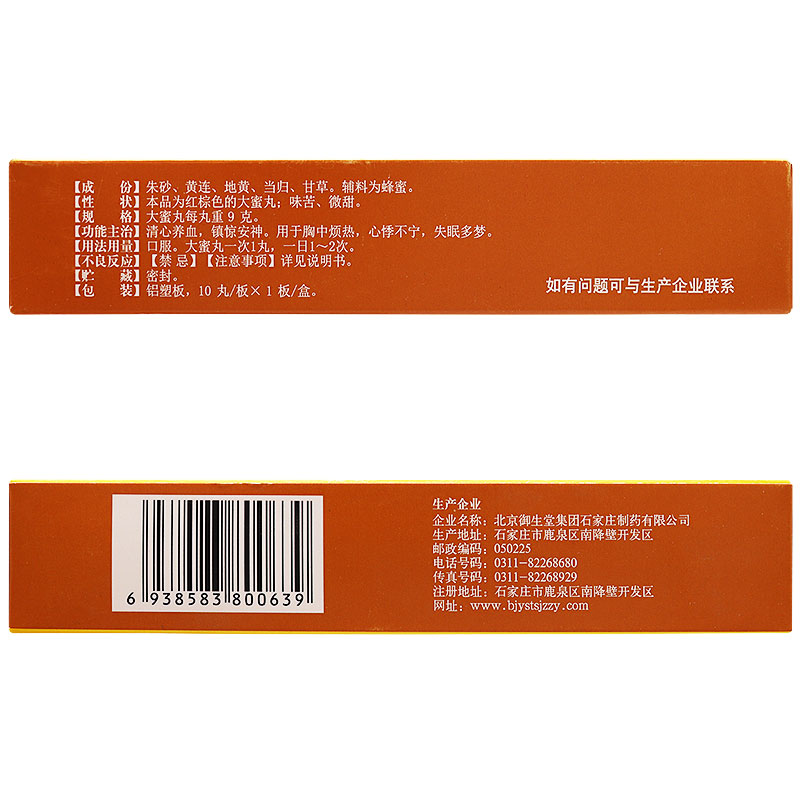 【成　份】朱砂、黄连、地黄、当归、甘草。辅料为蜂蜜。
【性　状】本品为红棕色的大蜜丸；味苦、微甜。
【规　格】大蜜丸每丸重 9 克。
【功能主治】清心养血，镇惊安神。用于胸中烦热，心悸不宁，失眠多梦。
【用法用量】口服。大蜜丸一次1丸，一日1～2次。
【不良反应】【禁 忌】【注意事项】详见说明书。
【贮　藏】密封。
【包　装】铝塑板，10 丸/板×1 板/盒。
如有问题可与生产企业联系
6 938583 800639
生产企业
企业名称：北京御生堂集团石家庄制药有限公司
生产地址：石家庄市鹿泉区南降壁开发区
邮政编码：050225
电话号码：0311-82268680
传真号码：0311-82268929
注册地址：石家庄市鹿泉区南降壁开发区
网址：www.bjystsjzzy.com